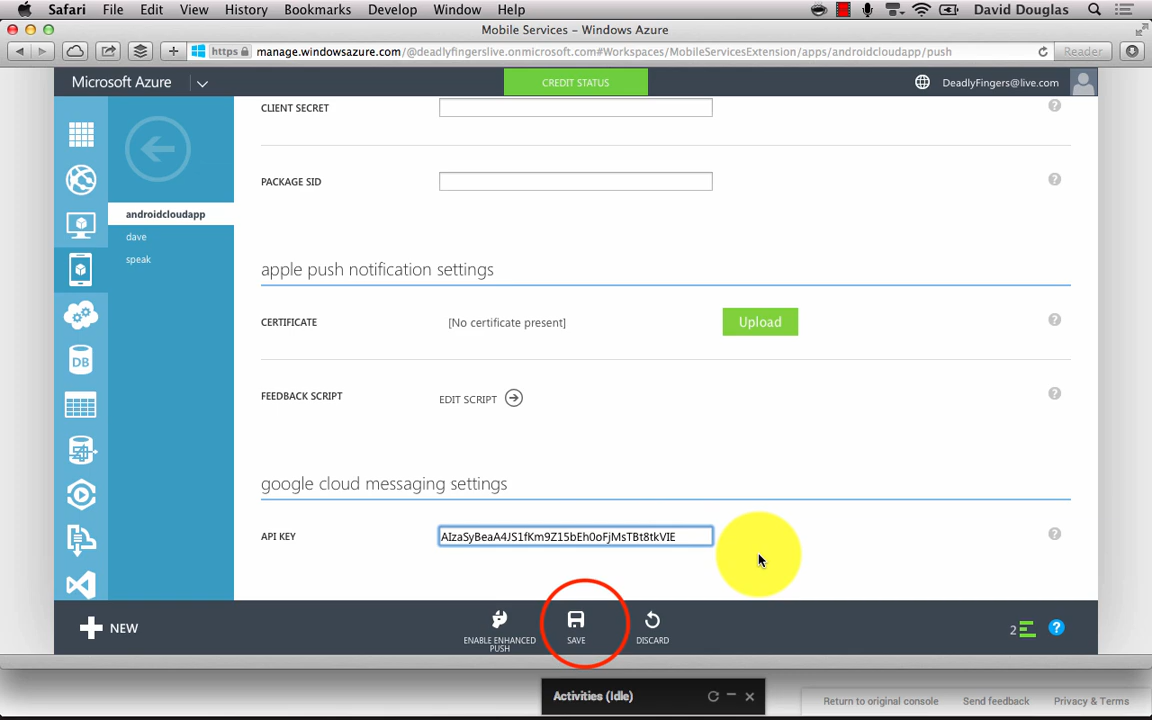 Safari File Edit View History Bookmarks Develop Window Help David Douglas
Mobile Services – Windows Azure
https manage.windowsazure.com/@deadlyfingerslive.onmicrosoft.com#Workspaces/MobileServicesExtension/apps/androidcloudapp/push Reader
Microsoft Azure CREDIT STATUS DeadlyFingers@live.com
CLIENT SECRET ?
PACKAGE SID ?
androidcloudapp
dave
speak
apple push notification settings
CERTIFICATE [No certificate present] Upload ?
DB
FEEDBACK SCRIPT EDIT SCRIPT ?
google cloud messaging settings
API KEY AIzaSyBeaA4JS1fKm9Z15bEh0oFjMsTBt8tkVIE ?
NEW ENABLE ENHANCED PUSH SAVE DISCARD 2 ?
Activities (Idle) Return to original console Send feedback Privacy & Terms